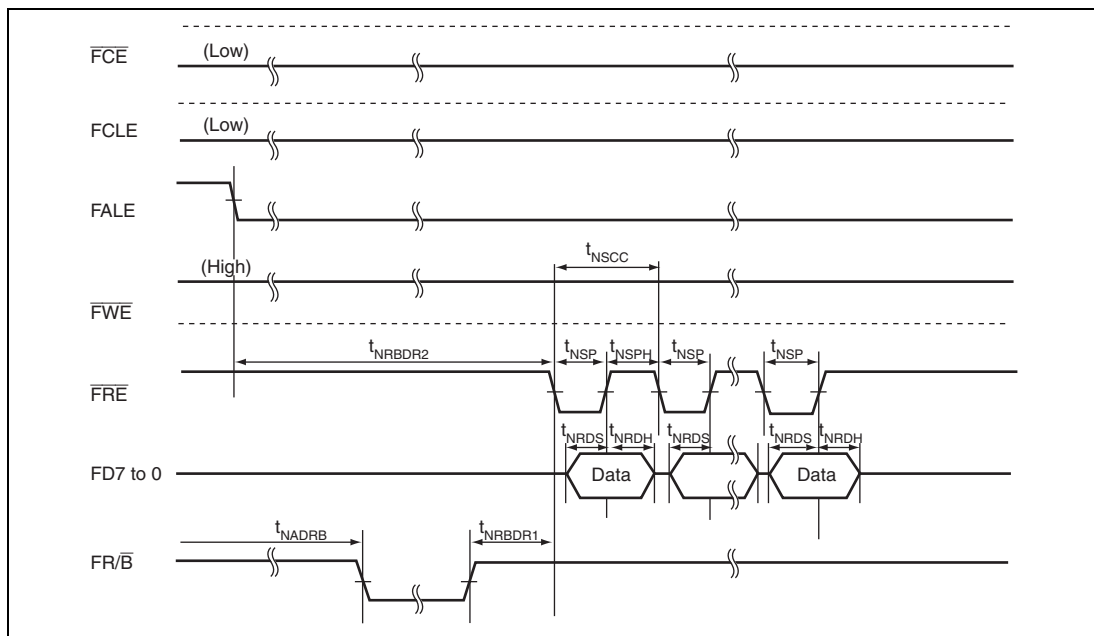 FCE (Low)
FCLE (Low)
FALE
(High)
tNSCC
FWE
tNRBDR2 tNSP tNSPH tNSP tNSP
FRE
tNRDS tNRDH tNRDS tNRDS tNRDH
FD7 to 0 Data Data
tNADRB tNRBDR1
FR/B